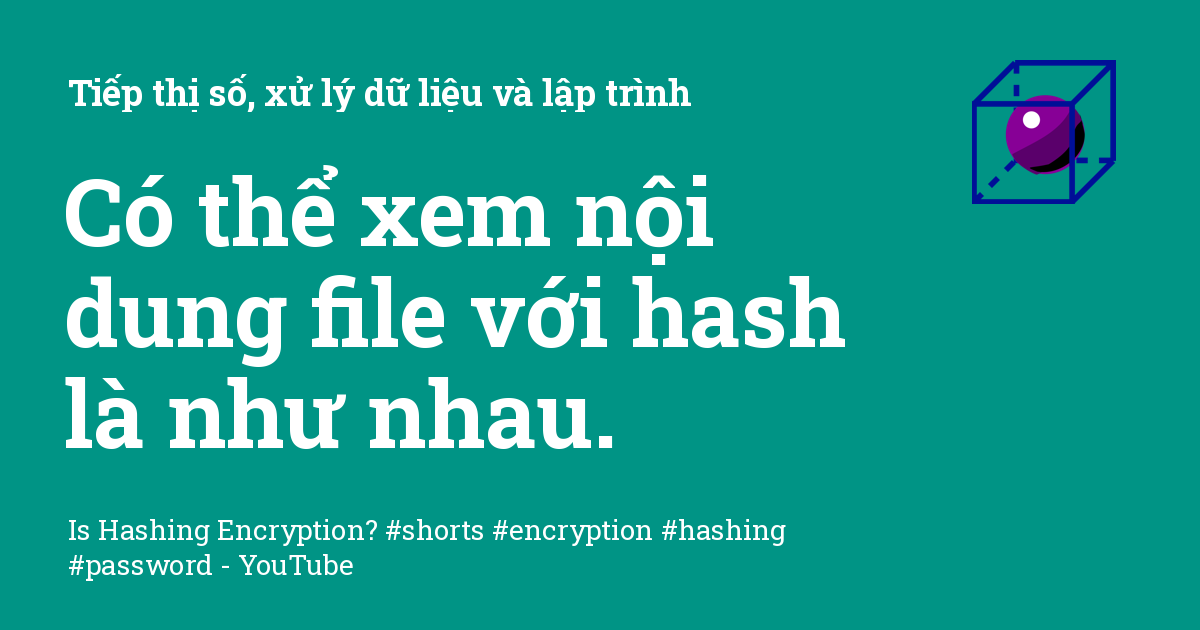 Tiếp thị số, xử lý dữ liệu và lập trình
Có thể xem nội
dung file với hash
là như nhau.
Is Hashing Encryption? #shorts #encryption #hashing
#password - YouTube